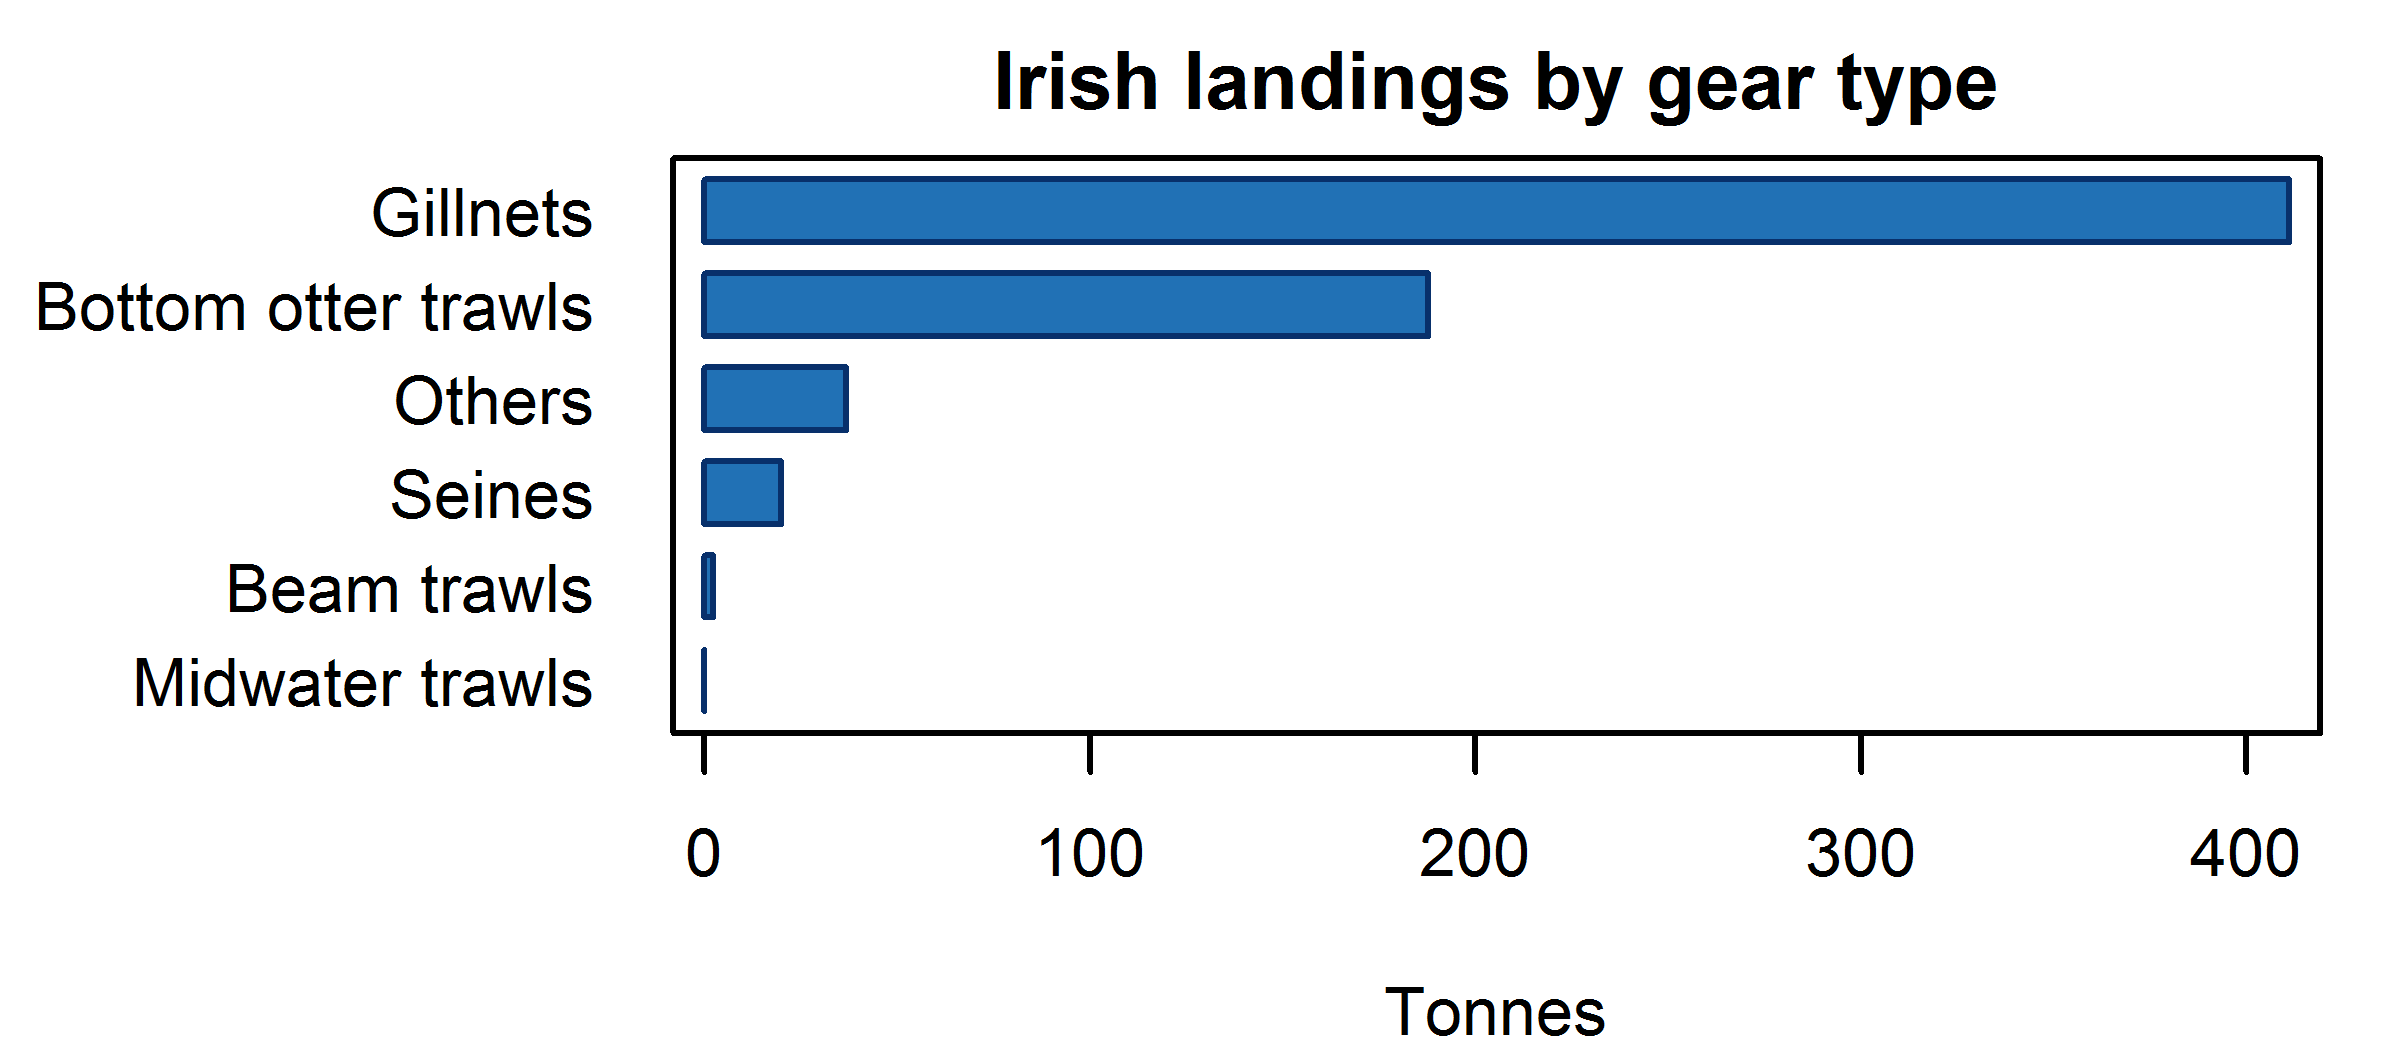 Irish landings by gear type
Gillnets
Bottom otter trawls
Others
Seines
Beam trawls
Midwater trawls
0 100 200 300 400
Tonnes